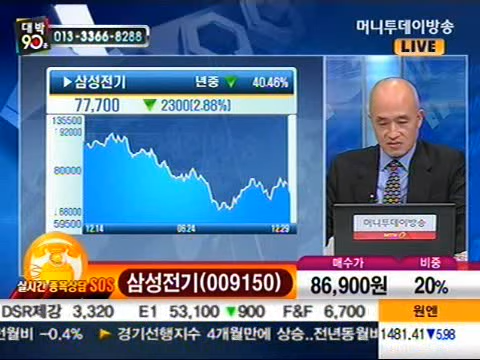 대박
90분
013-3366-8288
머니투데이방송
LIVE
▶삼성전기 년중 ▼ 40.46%
77,700 ▼ 2300[2.88%]
135500
↑92000
80000
↓68000
59500
12.14 06.24 12.29
머니투데이방송
MTN
실시간 종목상담 SOS
삼성전기(009150)
매수가 비중
86,900원 20%
DSR제강 3,320 E1 53,100 ▼900 F&F 6,700 원엔
전월비 -0.4% ▶ 경기선행지수 4개월만에 상승..전년동월비 1481.41 ▼5.98